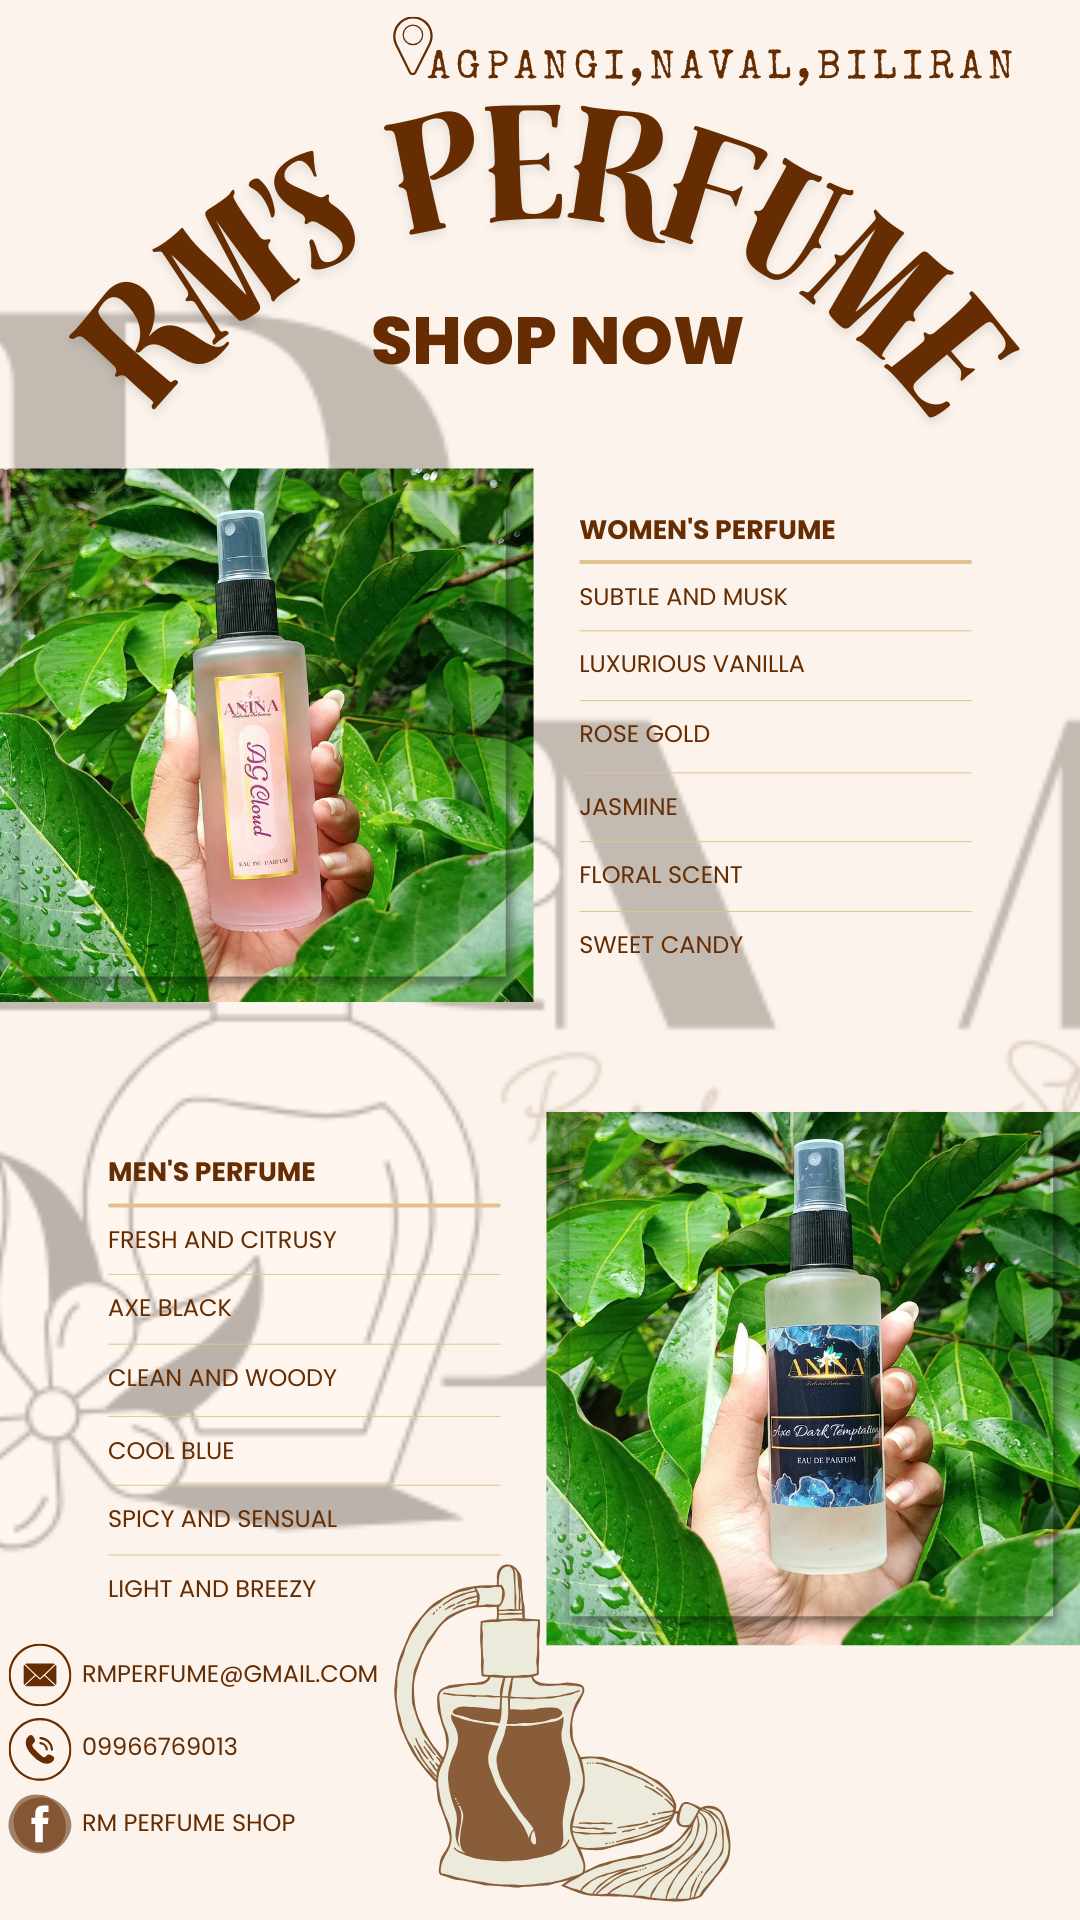 AGPANGI,NAVAL,BILIRAN
RM'S PERFUME
SHOP NOW
WOMEN'S PERFUME
SUBTLE AND MUSK
LUXURIOUS VANILLA
ROSE GOLD
JASMINE
FLORAL SCENT
SWEET CANDY
ANINA
AG Cloud
EAU DE PARFUM
MEN'S PERFUME
FRESH AND CITRUSY
AXE BLACK
CLEAN AND WOODY
COOL BLUE
SPICY AND SENSUAL
LIGHT AND BREEZY
ANINA
Axe Dark Temptation
EAU DE PARFUM
RMPERFUME@GMAIL.COM
09966769013
RM PERFUME SHOP